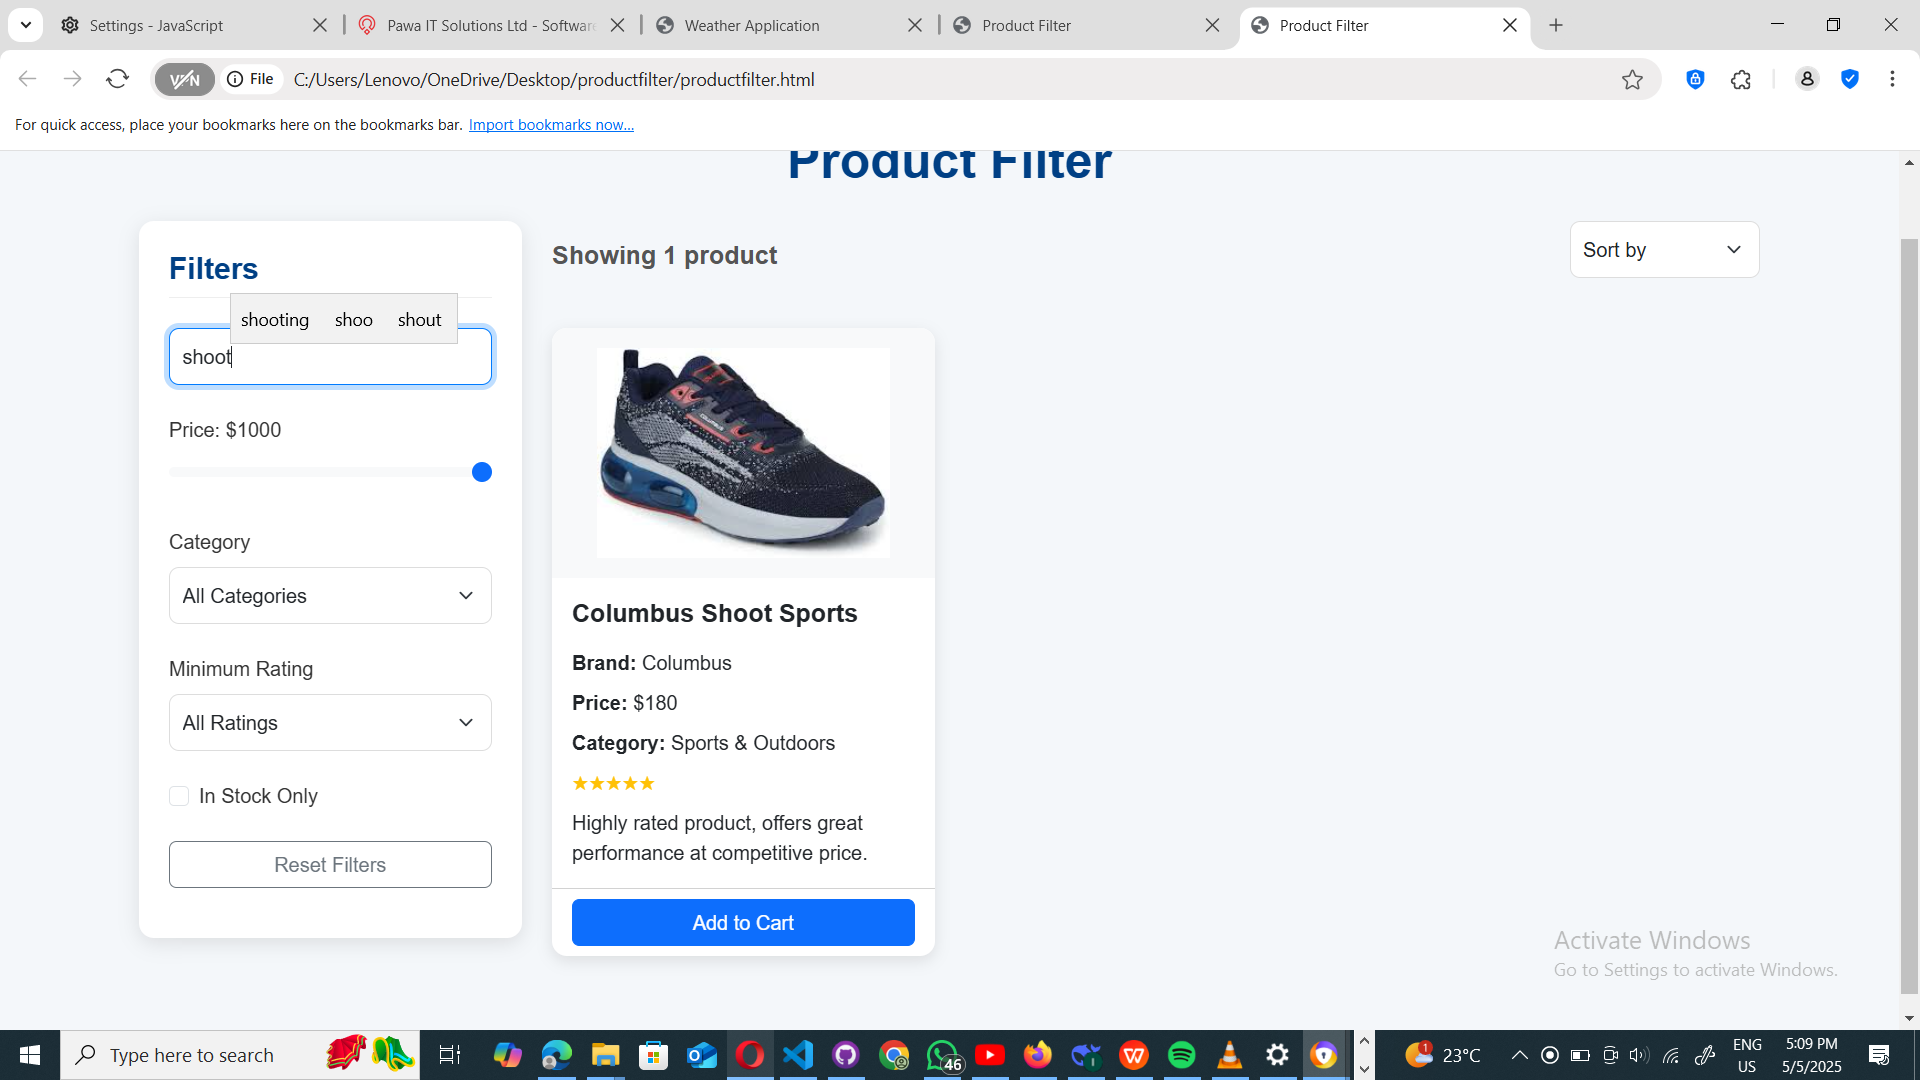 Settings - JavaScript
Pawa IT Solutions Ltd - Software
Weather Application
Product Filter
Product Filter
VPN
File
C:/Users/Lenovo/OneDrive/Desktop/productfilter/productfilter.html
For quick access, place your bookmarks here on the bookmarks bar. Import bookmarks now...
Product Filter
Filters
shooting shoo shout
shoot
Price: $1000
Category
All Categories
Minimum Rating
All Ratings
In Stock Only
Reset Filters
Showing 1 product
Sort by
COLUMBUS
Columbus Shoot Sports
Brand: Columbus
Price: $180
Category: Sports & Outdoors
★★★★★
Highly rated product, offers great
performance at competitive price.
Add to Cart
Activate Windows
Go to Settings to activate Windows.
Type here to search
46
1
23°C
ENG
US
5:09 PM
5/5/2025